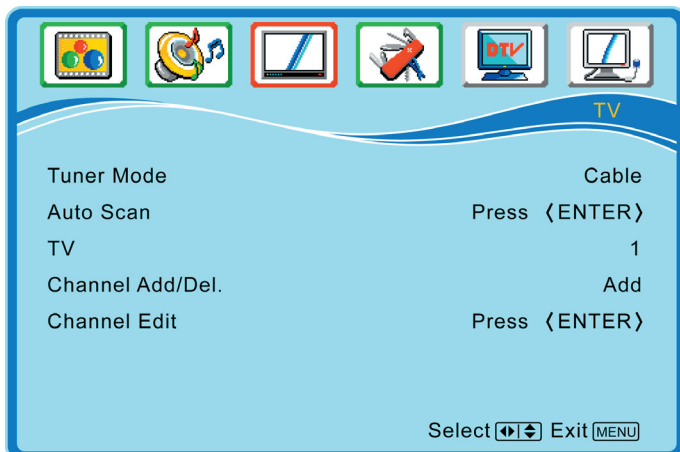 DTV
TV
Tuner Mode Cable
Auto Scan Press 〈ENTER〉
TV 1
Channel Add/Del. Add
Channel Edit Press 〈ENTER〉
Select Exit MENU